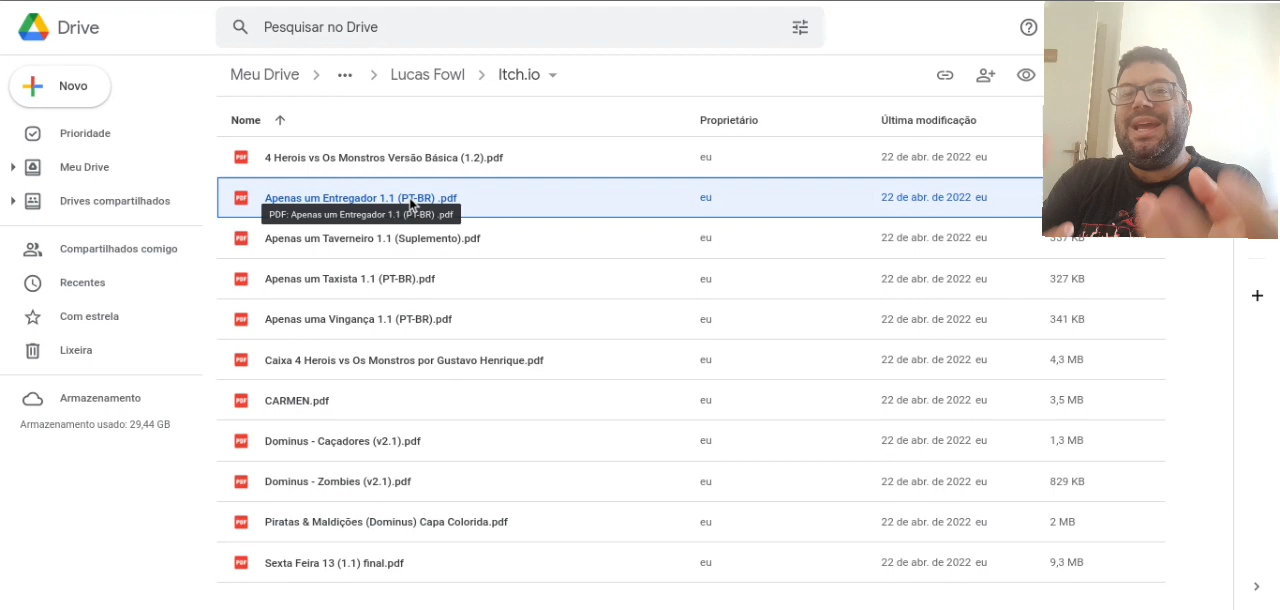 Drive
Pesquisar no Drive
Novo
Prioridade
Meu Drive
Drives compartilhados
Compartilhados comigo
Recentes
Com estrela
Lixeira
Armazenamento
Armazenamento usado: 29,44 GB
Meu Drive > ... > Lucas Fowl > Itch.io
Nome Proprietário Última modificação
4 Herois vs Os Monstros Versão Básica (1.2).pdf eu 22 de abr. de 2022 eu
Apenas um Entregador 1.1 (PT-BR) .pdf eu 22 de abr. de 2022 eu
PDF: Apenas um Entregador 1.1 (PT-BR) .pdf
Apenas um Taverneiro 1.1 (Suplemento).pdf eu 22 de abr. de 2022 eu 337 KB
Apenas um Taxista 1.1 (PT-BR).pdf eu 22 de abr. de 2022 eu 327 KB
Apenas uma Vingança 1.1 (PT-BR).pdf eu 22 de abr. de 2022 eu 341 KB
Caixa 4 Herois vs Os Monstros por Gustavo Henrique.pdf eu 22 de abr. de 2022 eu 4,3 MB
CARMEN.pdf eu 22 de abr. de 2022 eu 3,5 MB
Dominus - Caçadores (v2.1).pdf eu 22 de abr. de 2022 eu 1,3 MB
Dominus - Zombies (v2.1).pdf eu 22 de abr. de 2022 eu 829 KB
Piratas & Maldições (Dominus) Capa Colorida.pdf eu 22 de abr. de 2022 eu 2 MB
Sexta Feira 13 (1.1) final.pdf eu 22 de abr. de 2022 eu 9,3 MB